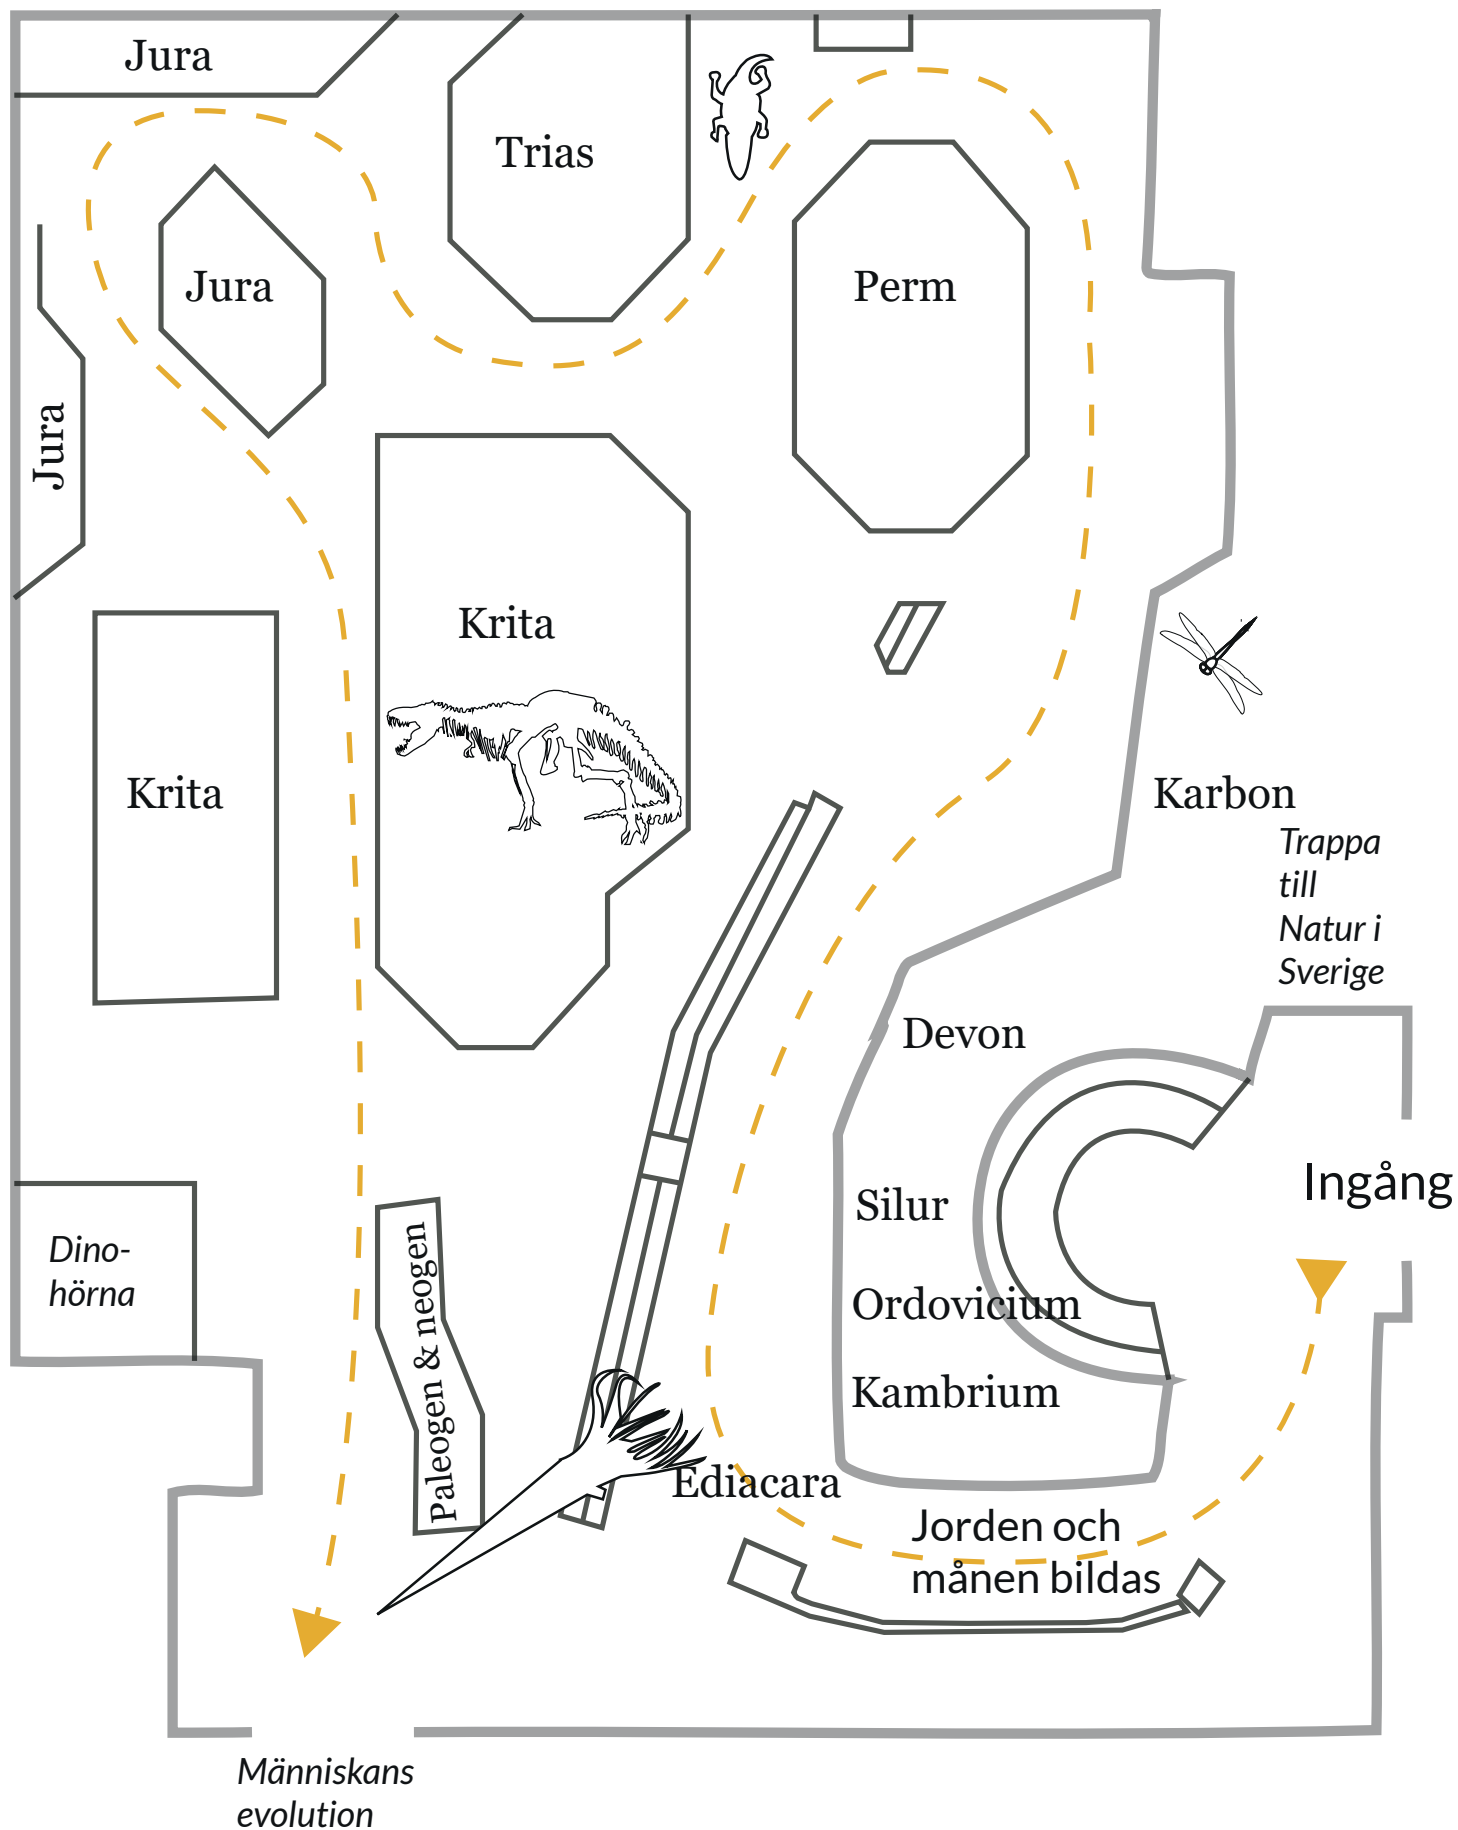 Jura
Trias
Jura
Perm
Jura
Krita
Krita
Karbon
Trappa
till
Natur i
Sverige
Devon
Ingång
Silur
Dino-
hörna
Ordovicium
Paleogen & neogen
Kambrium
Ediacara
Jorden och
månen bildas
Människans
evolution